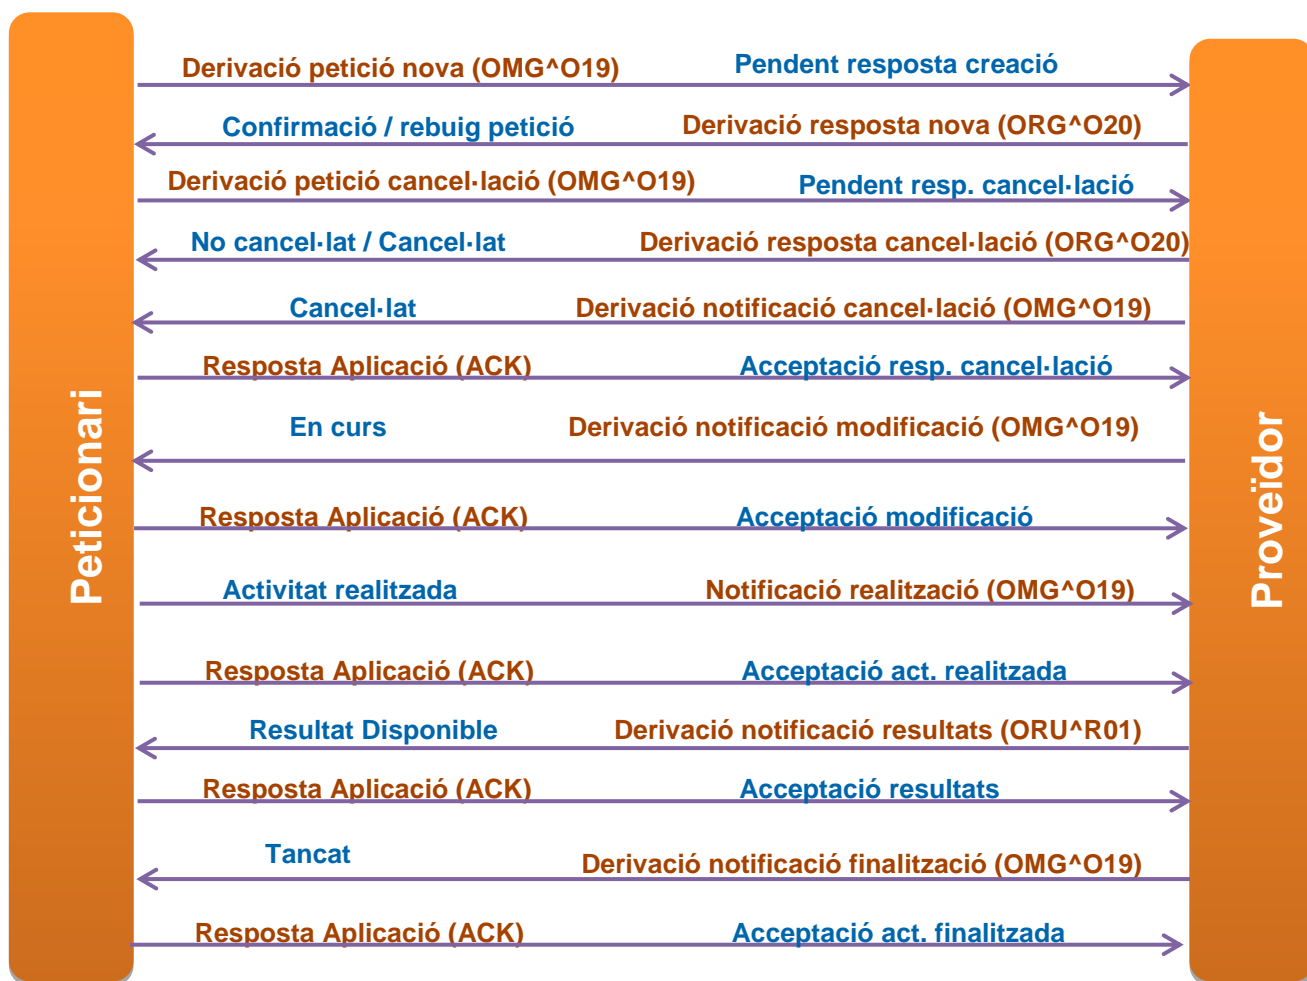 Peticionari
Proveïdor
Derivació petició nova (OMG^O19)
Pendent resposta creació
Confirmació / rebuig petició
Derivació resposta nova (ORG^O20)
Derivació petició cancel·lació (OMG^O19)
Pendent resp. cancel·lació
No cancel·lat / Cancel·lat
Derivació resposta cancel·lació (ORG^O20)
Cancel·lat
Derivació notificació cancel·lació (OMG^O19)
Resposta Aplicació (ACK)
Acceptació resp. cancel·lació
En curs
Derivació notificació modificació (OMG^O19)
Resposta Aplicació (ACK)
Acceptació modificació
Activitat realitzada
Notificació realització (OMG^O19)
Resposta Aplicació (ACK)
Acceptació act. realitzada
Resultat Disponible
Derivació notificació resultats (ORU^R01)
Resposta Aplicació (ACK)
Acceptació resultats
Tancat
Derivació notificació finalització (OMG^O19)
Resposta Aplicació (ACK)
Acceptació act. finalitzada